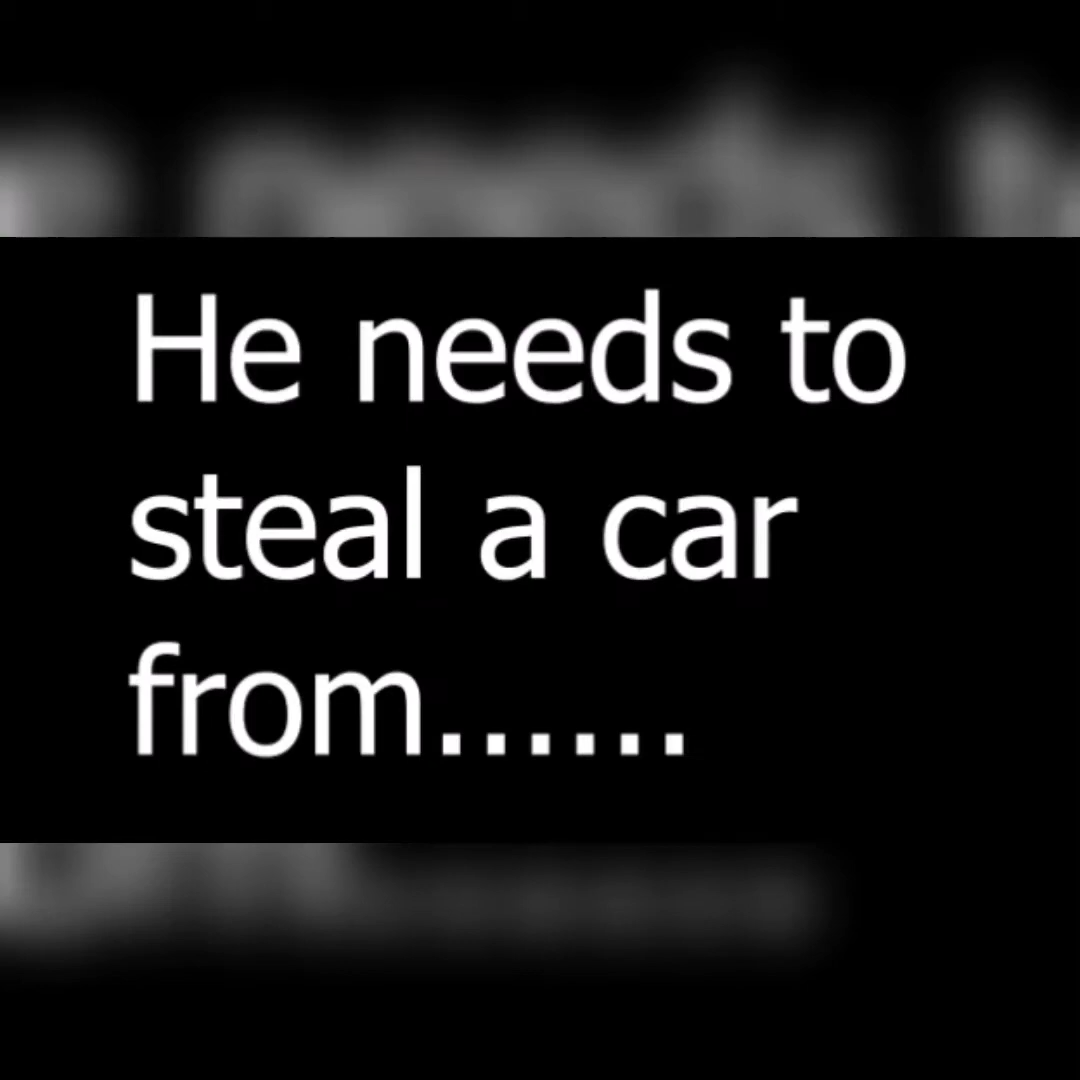 He needs to
steal a car
from......